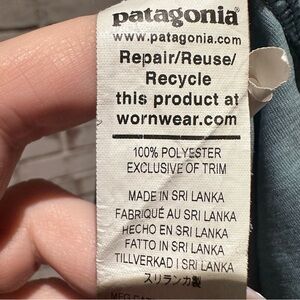 patagonia®
www.patagonia.com
Repair/Reuse/
Recycle
this product at
wornwear.com
100% POLYESTER
EXCLUSIVE OF TRIM
MADE IN SRI LANKA
FABRIQUÉ AU SRI LANKA
HECHO EN SRI LANKA
FATTO IN SRI LANKA
TILLVERKAD I SRI LANKA
スリランカ製